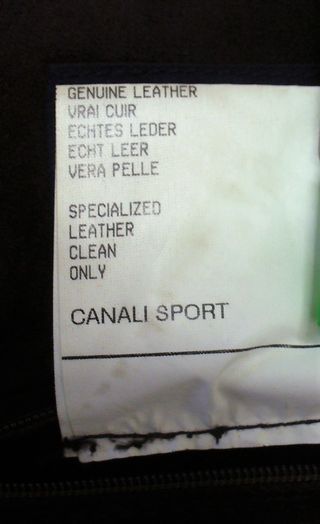 GENUINE LEATHER
VRAI CUIR
ECHTES LEDER
ECHT LEER
VERA PELLE
SPECIALIZED
LEATHER
CLEAN
ONLY
CANALI SPORT